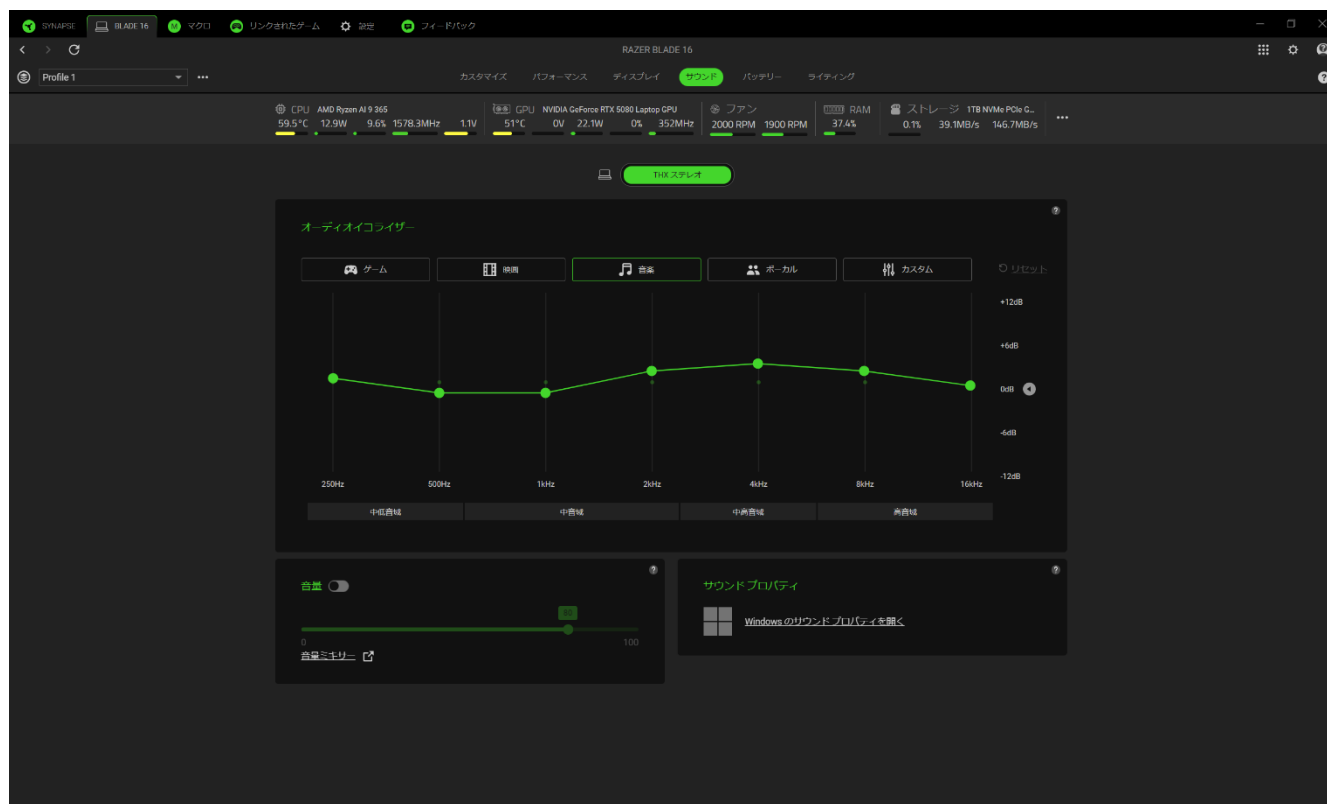 SYNAPSE BLADE 16 マクロ リンクされたゲーム 設定 フィードバック
RAZER BLADE 16
Profile 1 カスタマイズ パフォーマンス ディスプレイ サウンド バッテリー ライティング
CPU AMD Ryzen AI 9 365 GPU NVIDIA GeForce RTX 5080 Laptop GPU ファン RAM ストレージ 1TB NVMe PCIe G...
59.5°C 12.9W 9.6% 1578.3MHz 1.1V 51°C 0V 22.1W 0% 352MHz 2000 RPM 1900 RPM 37.4% 0.1% 39.1MB/s 146.7MB/s
THX ステレオ
オーディオイコライザー
ゲーム 映画 音楽 ボーカル カスタム リセット
+12dB
+6dB
0dB
-6dB
-12dB
250Hz 500Hz 1kHz 2kHz 4kHz 8kHz 16kHz
中低音域 中音域 中高音域 高音域
音量
80
0 100
音量ミキサー
サウンド プロパティ
Windows のサウンド プロパティを開く